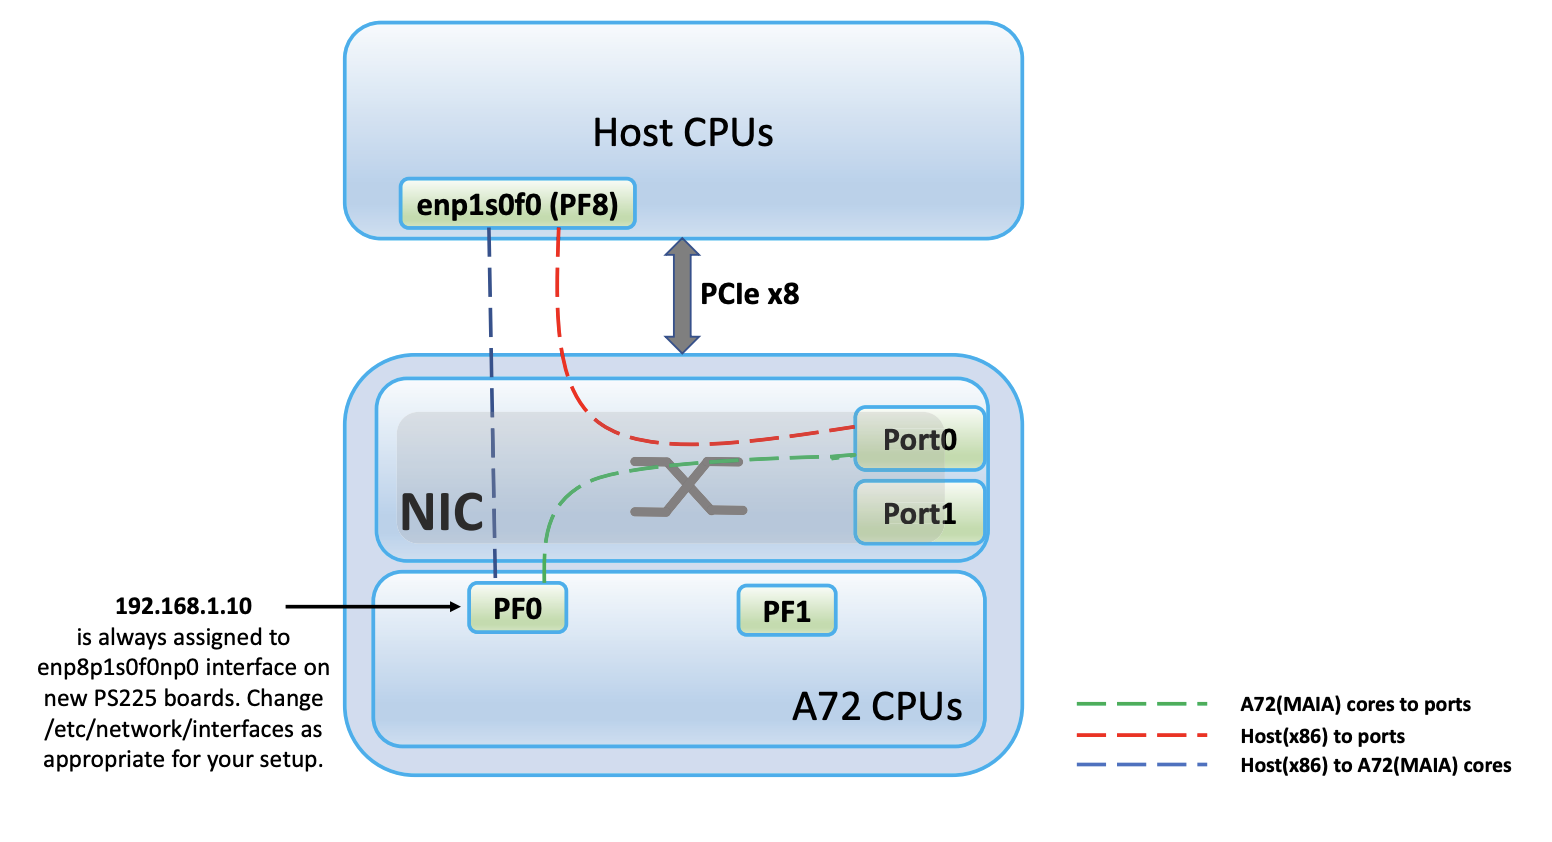 Host CPUs
enp1s0f0 (PF8)
PCIe x8
Port0
NIC
Port1
192.168.1.10
is always assigned to
enp8p1s0f0np0 interface on
new PS225 boards. Change
/etc/network/interfaces as
appropriate for your setup.
PF0
PF1
A72 CPUs
A72(MAIA) cores to ports
Host(x86) to ports
Host(x86) to A72(MAIA) cores